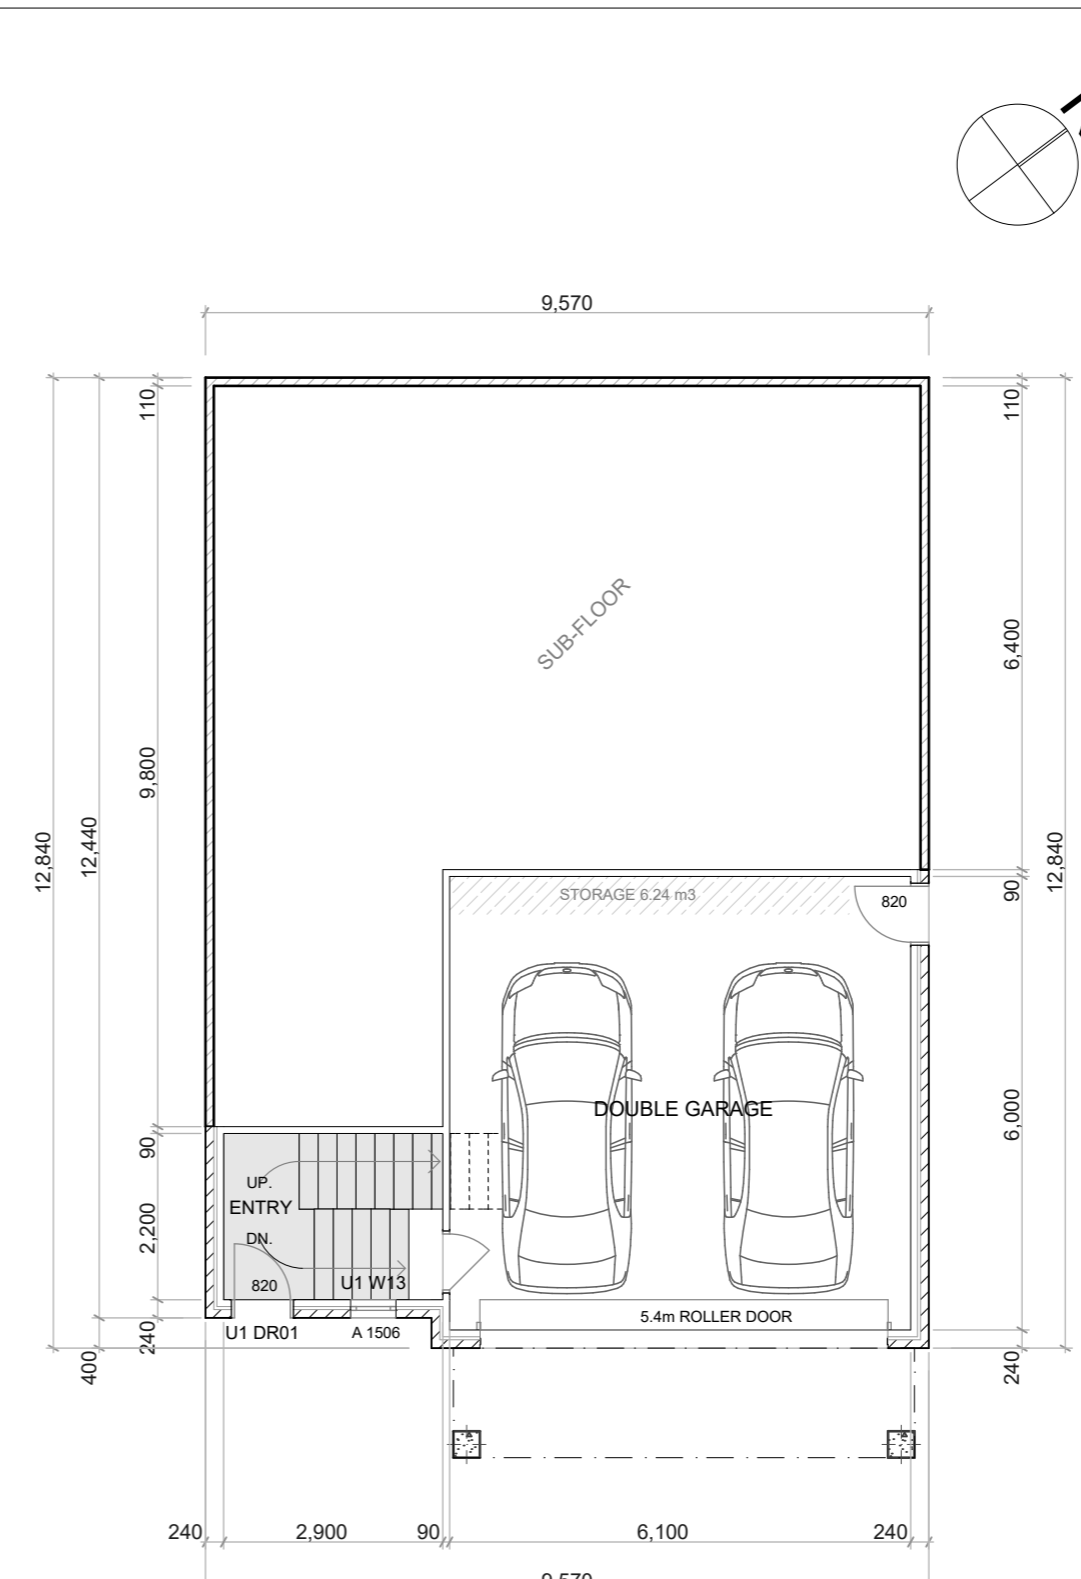 9,570
110
110
SUB-FLOOR
6,400
9,800
12,840
12,440
12,840
STORAGE 6.24 m3
820
90
DOUBLE GARAGE
6,000
90
UP.
ENTRY
2,200
DN.
820
U1 W13
5.4m ROLLER DOOR
U1 DR01
A 1506
240
400
240
240
2,900
90
6,100
240
9,570